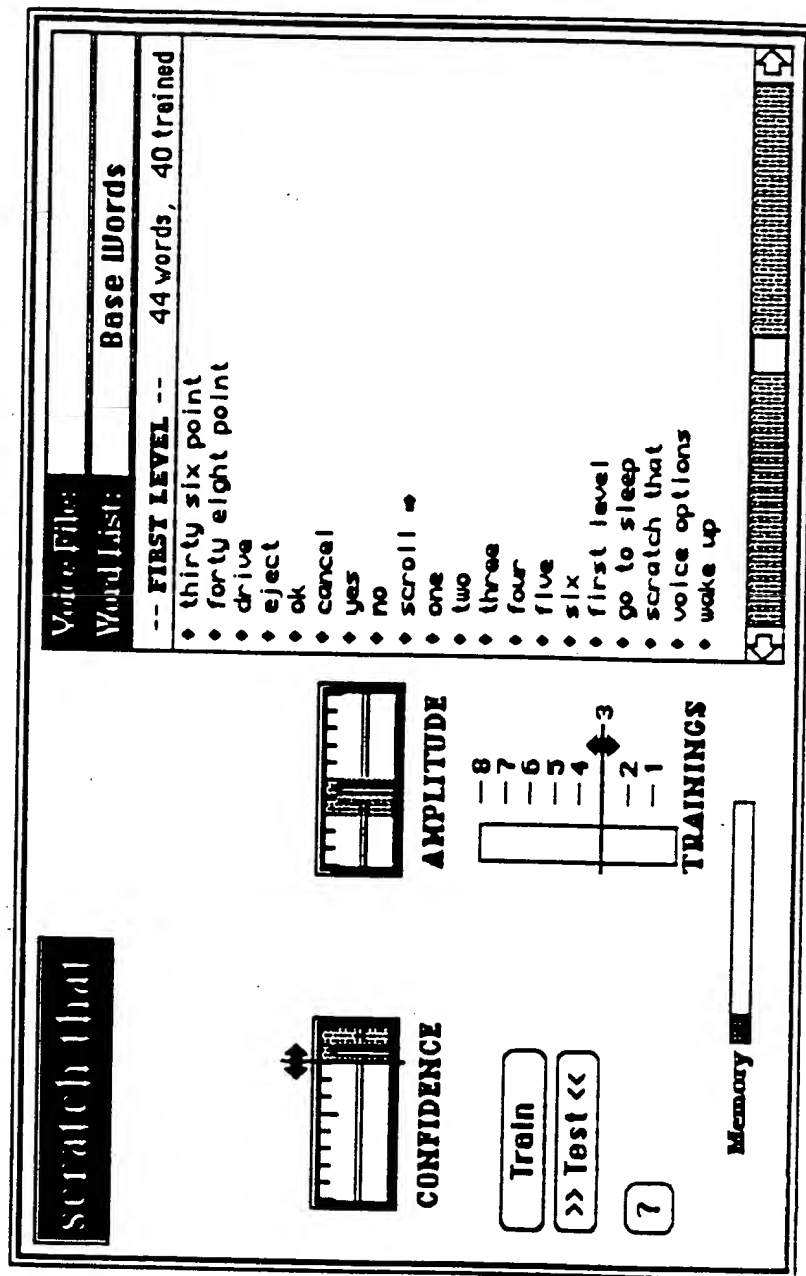 scratch that
CONFIDENCE
AMPLITUDE
Train
>> Test <<
?
8
7
6
5
4
3
2
1
TRAININGS
Memory
Voice File:
Word List: Base Words
-- FIRST LEVEL -- 44 words, 40 trained
♦ thirty six point
♦ forty eight point
♦ drive
♦ eject
♦ ok
♦ cancel
♦ yes
♦ no
♦ scroll ⇒
♦ one
♦ two
♦ three
♦ four
♦ five
♦ six
♦ first level
♦ go to sleep
♦ scratch that
♦ voice options
♦ wake up